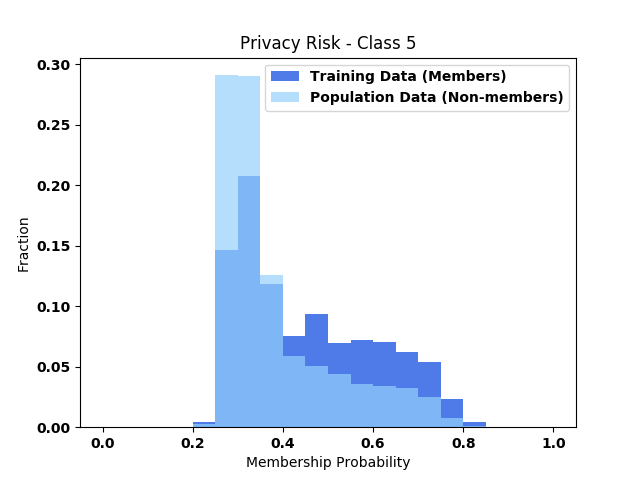 Privacy Risk - Class 5
Training Data (Members)
Population Data (Non-members)
Fraction
0.30
0.25
0.20
0.15
0.10
0.05
0.00
0.0 0.2 0.4 0.6 0.8 1.0
Membership Probability